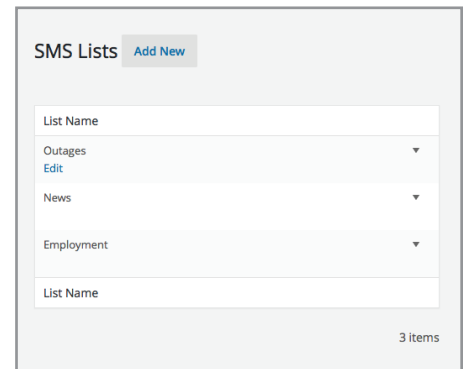 SMS Lists Add New
List Name
Outages
Edit
News
Employment
List Name
3 items